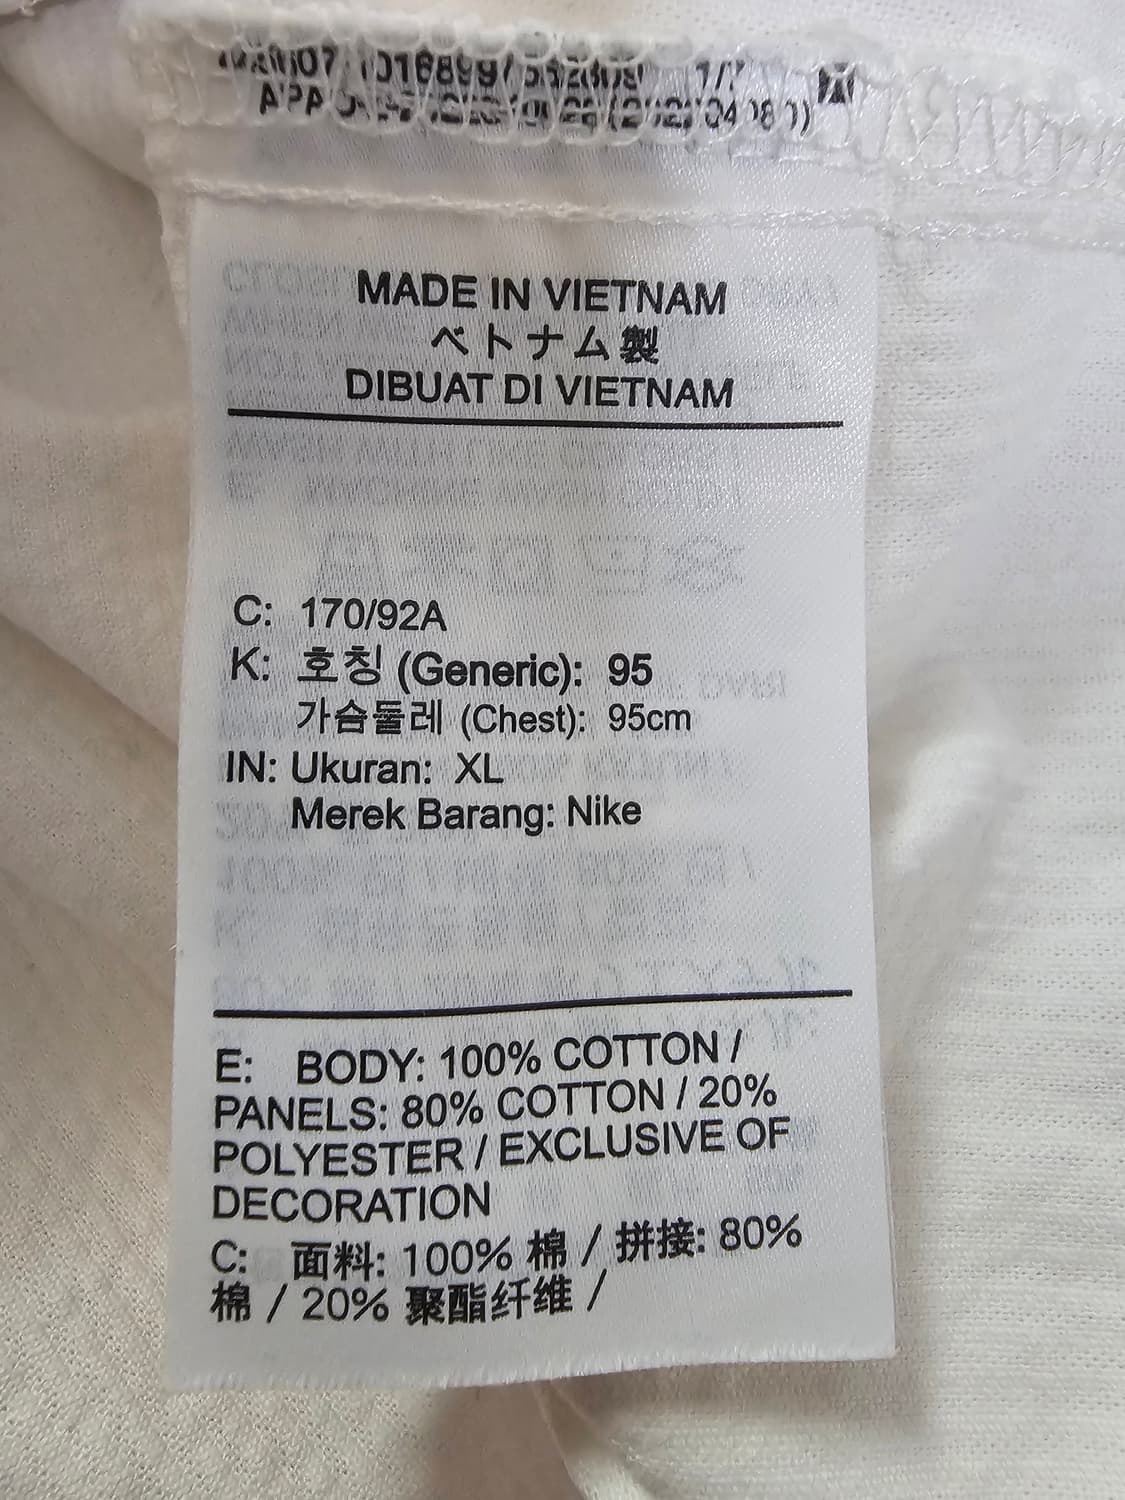 MADE IN VIETNAM
ベトナム製
DIBUAT DI VIETNAM
C: 170/92A
K: 호칭 (Generic): 95
가슴둘레 (Chest): 95cm
IN: Ukuran: XL
Merek Barang: Nike
E: BODY: 100% COTTON /
PANELS: 80% COTTON / 20%
POLYESTER / EXCLUSIVE OF
DECORATION
C: 面料: 100% 棉 / 拼接: 80%
棉 / 20% 聚酯纤维 /